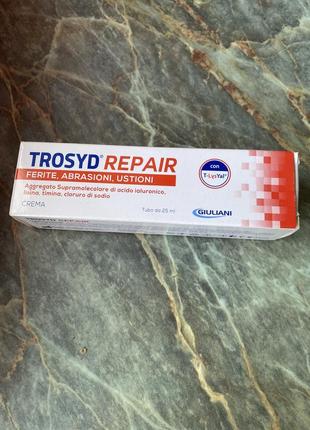 TROSYD® REPAIR
FERITE, ABRASIONI, USTIONI
Aggregato Supramolecolare di acido ialuronico,
lisina, timina, cloruro di sodio
CREMA
Tubo da 25 ml
con
T-LysYal®
GIULIANI